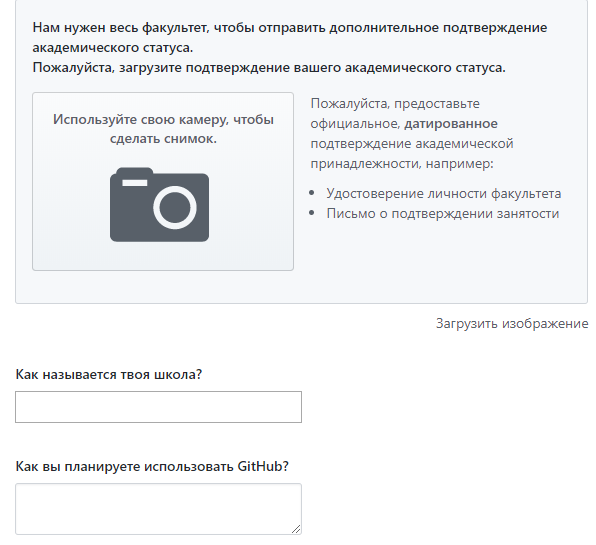 Нам нужен весь факультет, чтобы отправить дополнительное подтверждение
академического статуса.
Пожалуйста, загрузите подтверждение вашего академического статуса.
Используйте свою камеру, чтобы
сделать снимок.
Пожалуйста, предоставьте
официальное, датированное
подтверждение академической
принадлежности, например:
Удостоверение личности факультета
Письмо о подтверждении занятости
Загрузить изображение
Как называется твоя школа?
Как вы планируете использовать GitHub?